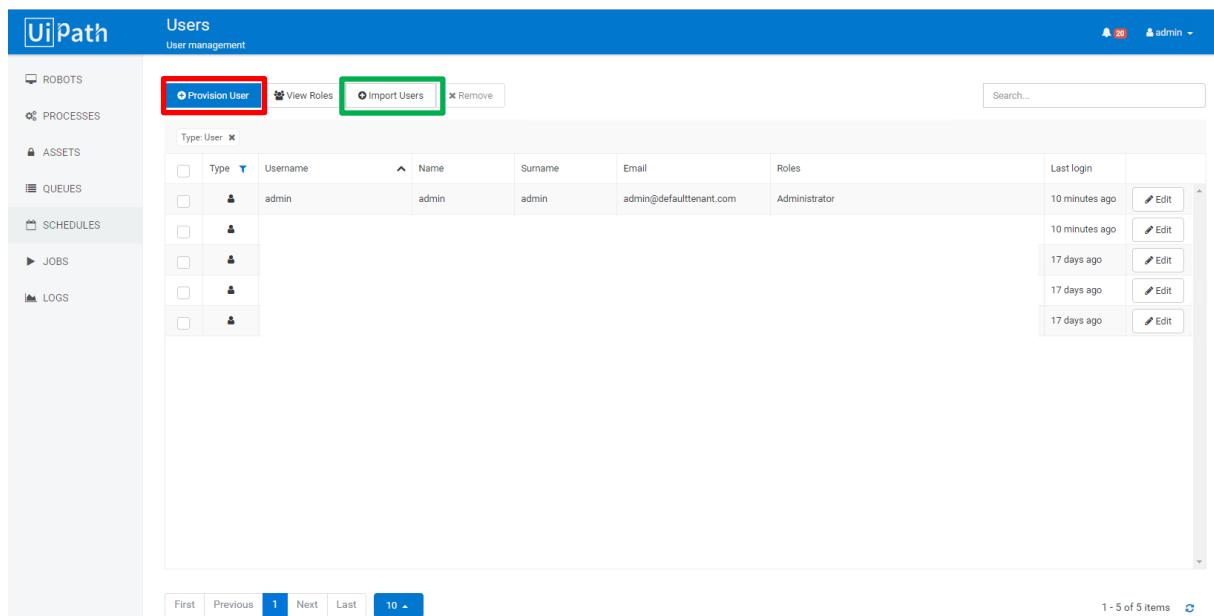 UiPath
Users
User management
20
admin
ROBOTS
PROCESSES
ASSETS
QUEUES
SCHEDULES
JOBS
LOGS
Provision User
View Roles
Import Users
Remove
Search...
Type: User
Type Username Name Surname Email Roles Last login
admin admin admin admin@defaulttenant.com Administrator 10 minutes ago Edit
10 minutes ago Edit
17 days ago Edit
17 days ago Edit
17 days ago Edit
First Previous 1 Next Last 10
1 - 5 of 5 items